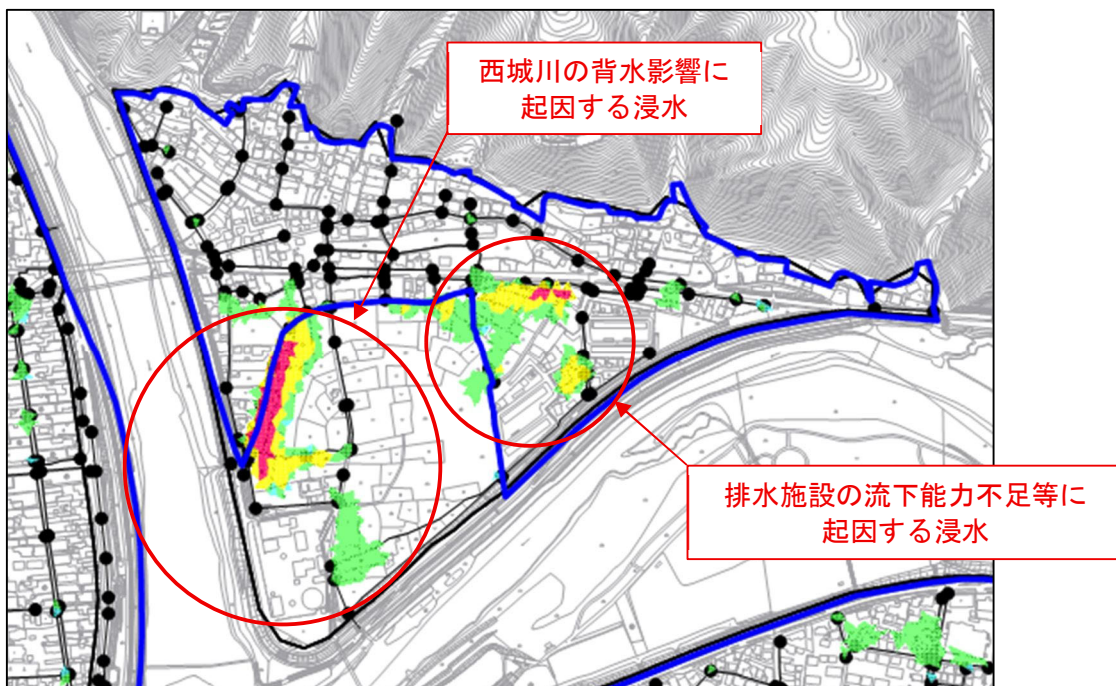 西城川の背水影響に
起因する浸水
排水施設の流下能力不足等に
起因する浸水